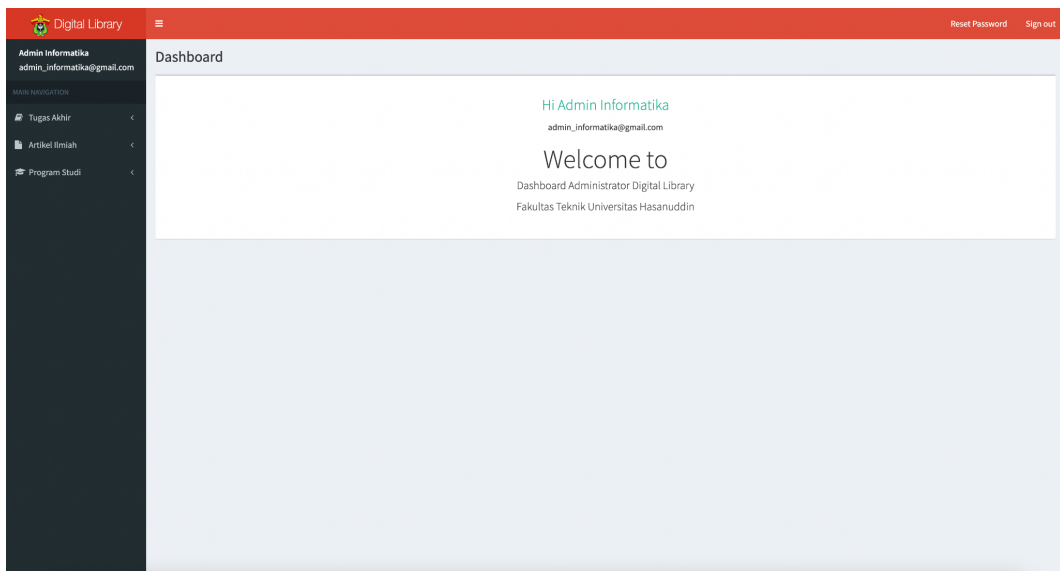 Digital Library
Reset Password
Sign out
Admin Informatika
admin_informatika@gmail.com
MAIN NAVIGATION
Tugas Akhir
Artikel Ilmiah
Program Studi
Dashboard
Hi Admin Informatika
admin_informatika@gmail.com
Welcome to
Dashboard Administrator Digital Library
Fakultas Teknik Universitas Hasanuddin